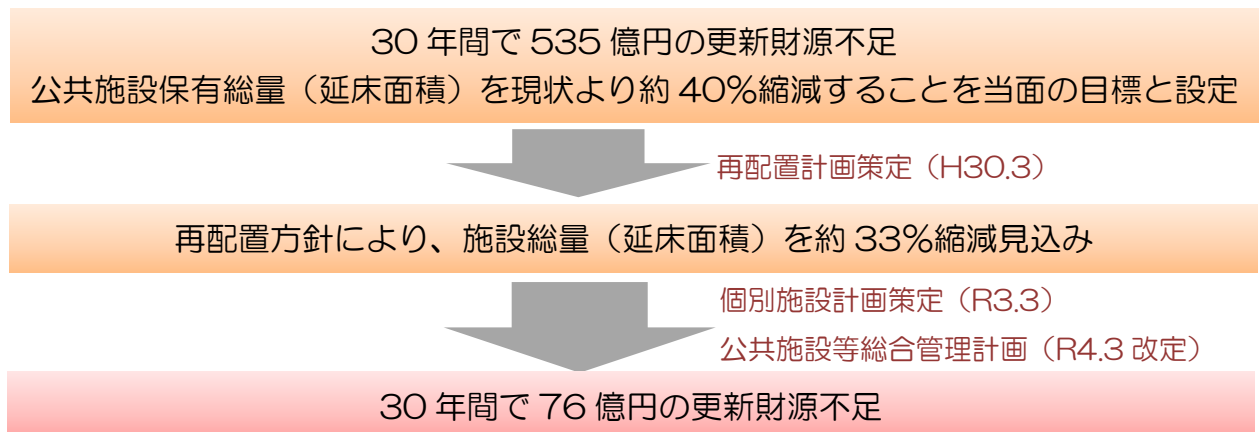 30年間で535億円の更新財源不足
公共施設保有総量（延床面積）を現状より約40％縮減することを当面の目標と設定
再配置計画策定（H30.3）
再配置方針により、施設総量（延床面積）を約33％縮減見込み
個別施設計画策定（R3.3）
公共施設等総合管理計画（R4.3改定）
30年間で76億円の更新財源不足